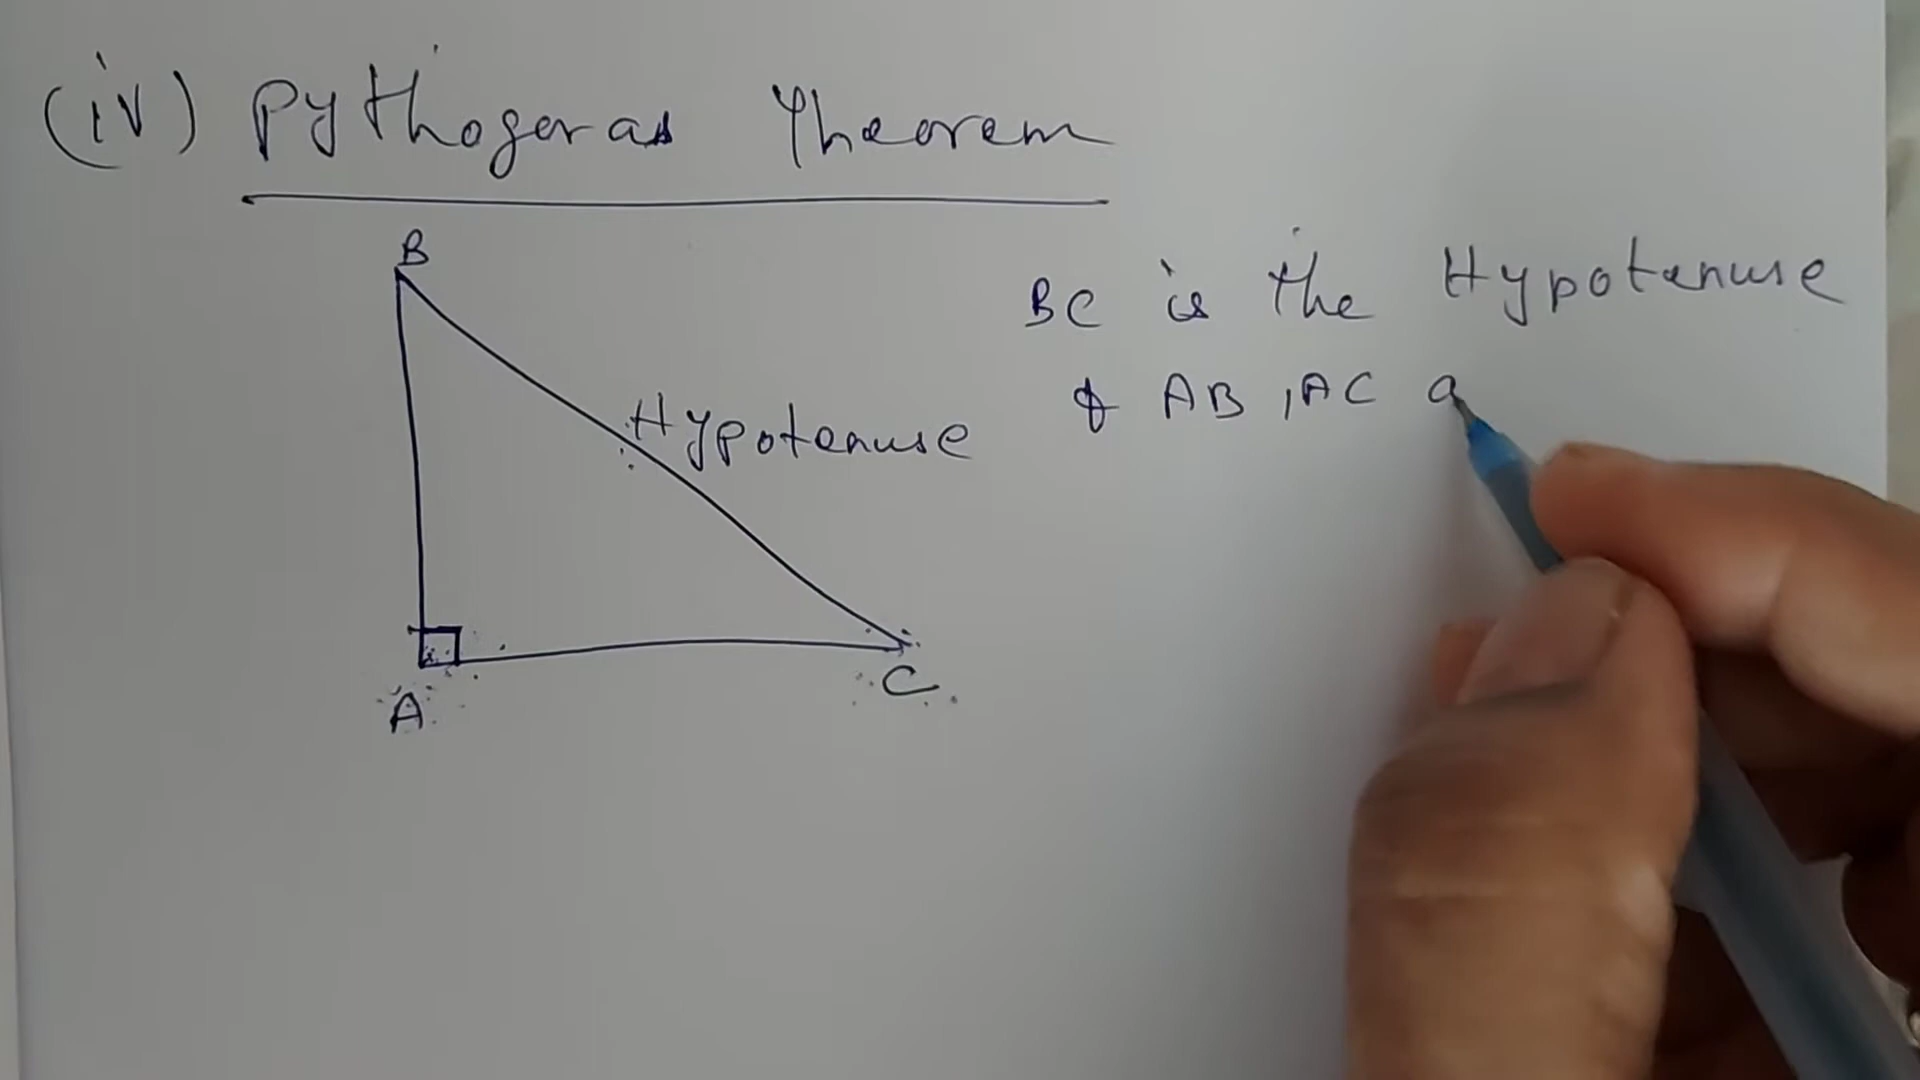 (iv) Pythogeras Theorem
B
BC is the Hypotenuse
& AB, AC a
Hypotenuse
A
C